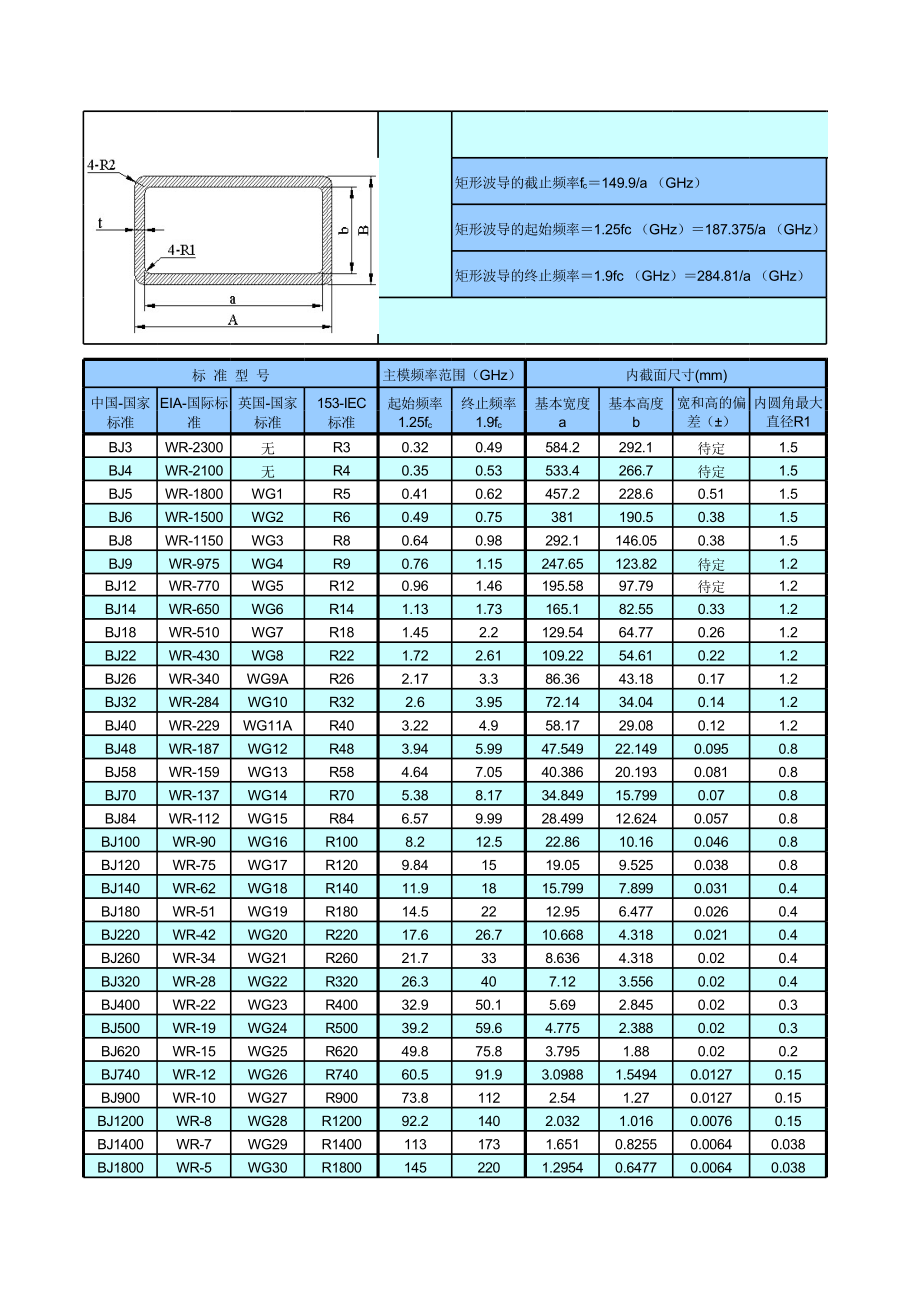 4-R2
t
4-R1
b
B
a
A
矩形波导的截止频率fc＝149.9/a （GHz）
矩形波导的起始频率＝1.25fc （GHz）＝187.375/a （GHz）
矩形波导的终止频率＝1.9fc （GHz）＝284.81/a （GHz）
标 准 型 号 主模频率范围（GHz） 内截面尺寸(mm)
中国-国家 EIA-国际标 英国-国家 153-IEC 起始频率 终止频率 基本宽度 基本高度 宽和高的偏 内圆角最大
标准 准 标准 标准 1.25fc 1.9fc a b 差（±） 直径R1
BJ3 WR-2300 无 R3 0.32 0.49 584.2 292.1 待定 1.5
BJ4 WR-2100 无 R4 0.35 0.53 533.4 266.7 待定 1.5
BJ5 WR-1800 WG1 R5 0.41 0.62 457.2 228.6 0.51 1.5
BJ6 WR-1500 WG2 R6 0.49 0.75 381 190.5 0.38 1.5
BJ8 WR-1150 WG3 R8 0.64 0.98 292.1 146.05 0.38 1.5
BJ9 WR-975 WG4 R9 0.76 1.15 247.65 123.82 待定 1.2
BJ12 WR-770 WG5 R12 0.96 1.46 195.58 97.79 待定 1.2
BJ14 WR-650 WG6 R14 1.13 1.73 165.1 82.55 0.33 1.2
BJ18 WR-510 WG7 R18 1.45 2.2 129.54 64.77 0.26 1.2
BJ22 WR-430 WG8 R22 1.72 2.61 109.22 54.61 0.22 1.2
BJ26 WR-340 WG9A R26 2.17 3.3 86.36 43.18 0.17 1.2
BJ32 WR-284 WG10 R32 2.6 3.95 72.14 34.04 0.14 1.2
BJ40 WR-229 WG11A R40 3.22 4.9 58.17 29.08 0.12 1.2
BJ48 WR-187 WG12 R48 3.94 5.99 47.549 22.149 0.095 0.8
BJ58 WR-159 WG13 R58 4.64 7.05 40.386 20.193 0.081 0.8
BJ70 WR-137 WG14 R70 5.38 8.17 34.849 15.799 0.07 0.8
BJ84 WR-112 WG15 R84 6.57 9.99 28.499 12.624 0.057 0.8
BJ100 WR-90 WG16 R100 8.2 12.5 22.86 10.16 0.046 0.8
BJ120 WR-75 WG17 R120 9.84 15 19.05 9.525 0.038 0.8
BJ140 WR-62 WG18 R140 11.9 18 15.799 7.899 0.031 0.4
BJ180 WR-51 WG19 R180 14.5 22 12.95 6.477 0.026 0.4
BJ220 WR-42 WG20 R220 17.6 26.7 10.668 4.318 0.021 0.4
BJ260 WR-34 WG21 R260 21.7 33 8.636 4.318 0.02 0.4
BJ320 WR-28 WG22 R320 26.3 40 7.12 3.556 0.02 0.4
BJ400 WR-22 WG23 R400 32.9 50.1 5.69 2.845 0.02 0.3
BJ500 WR-19 WG24 R500 39.2 59.6 4.775 2.388 0.02 0.3
BJ620 WR-15 WG25 R620 49.8 75.8 3.795 1.88 0.02 0.2
BJ740 WR-12 WG26 R740 60.5 91.9 3.0988 1.5494 0.0127 0.15
BJ900 WR-10 WG27 R900 73.8 112 2.54 1.27 0.0127 0.15
BJ1200 WR-8 WG28 R1200 92.2 140 2.032 1.016 0.0076 0.15
BJ1400 WR-7 WG29 R1400 113 173 1.651 0.8255 0.0064 0.038
BJ1800 WR-5 WG30 R1800 145 220 1.2954 0.6477 0.0064 0.038